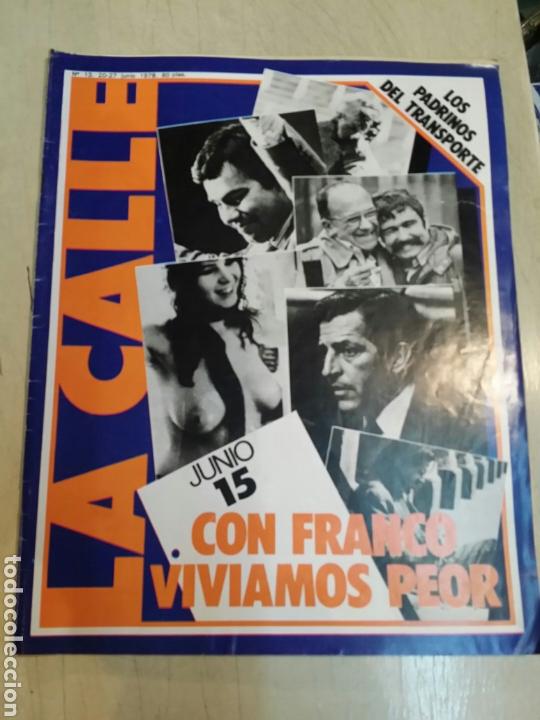 Nº 13. 20-27 Junio 1978. 60 ptas.
LA CALLE
LOS
PADRINOS
DEL TRANSPORTE
JUNIO
15
CON FRANCO
VIVIAMOS PEOR
todocoleccion